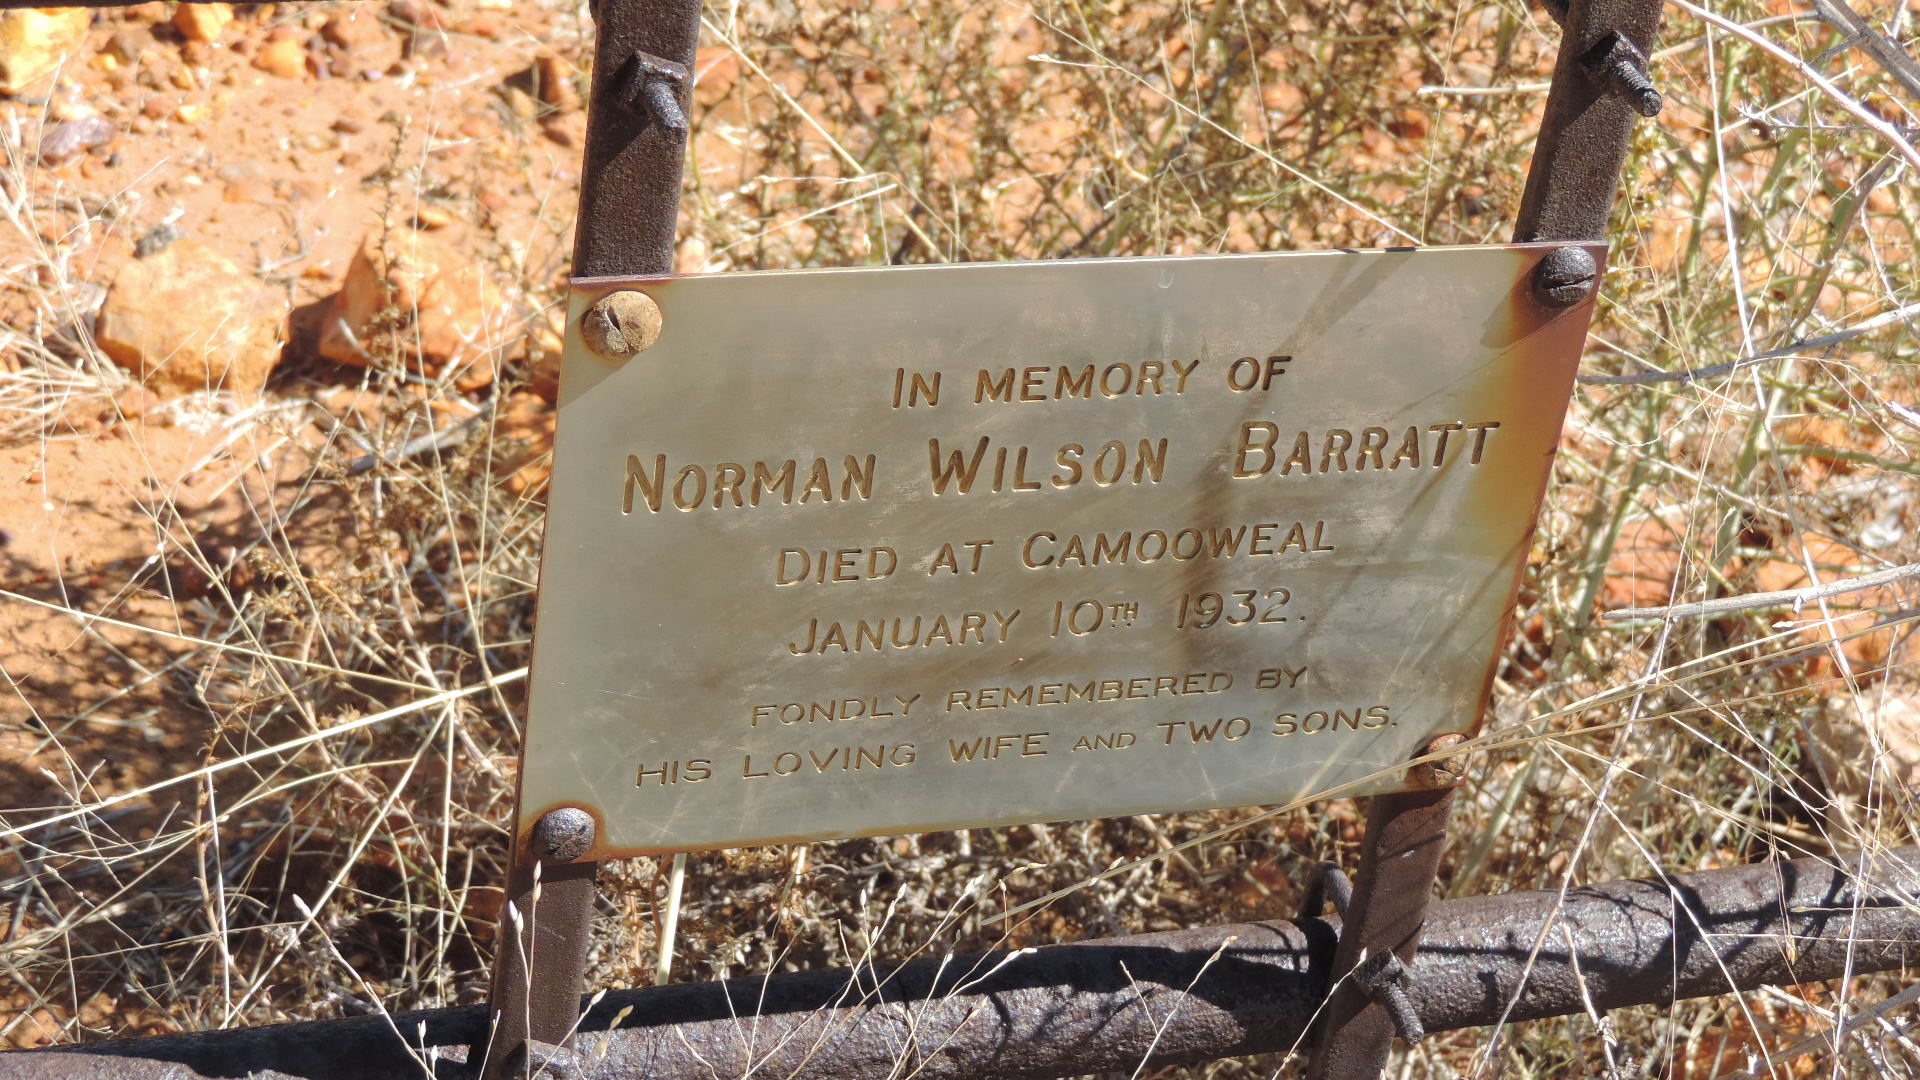 IN MEMORY OF
NORMAN WILSON BARRATT
DIED AT CAMOOWEAL
JANUARY 10TH 1932.
FONDLY REMEMBERED BY
HIS LOVING WIFE AND TWO SONS.